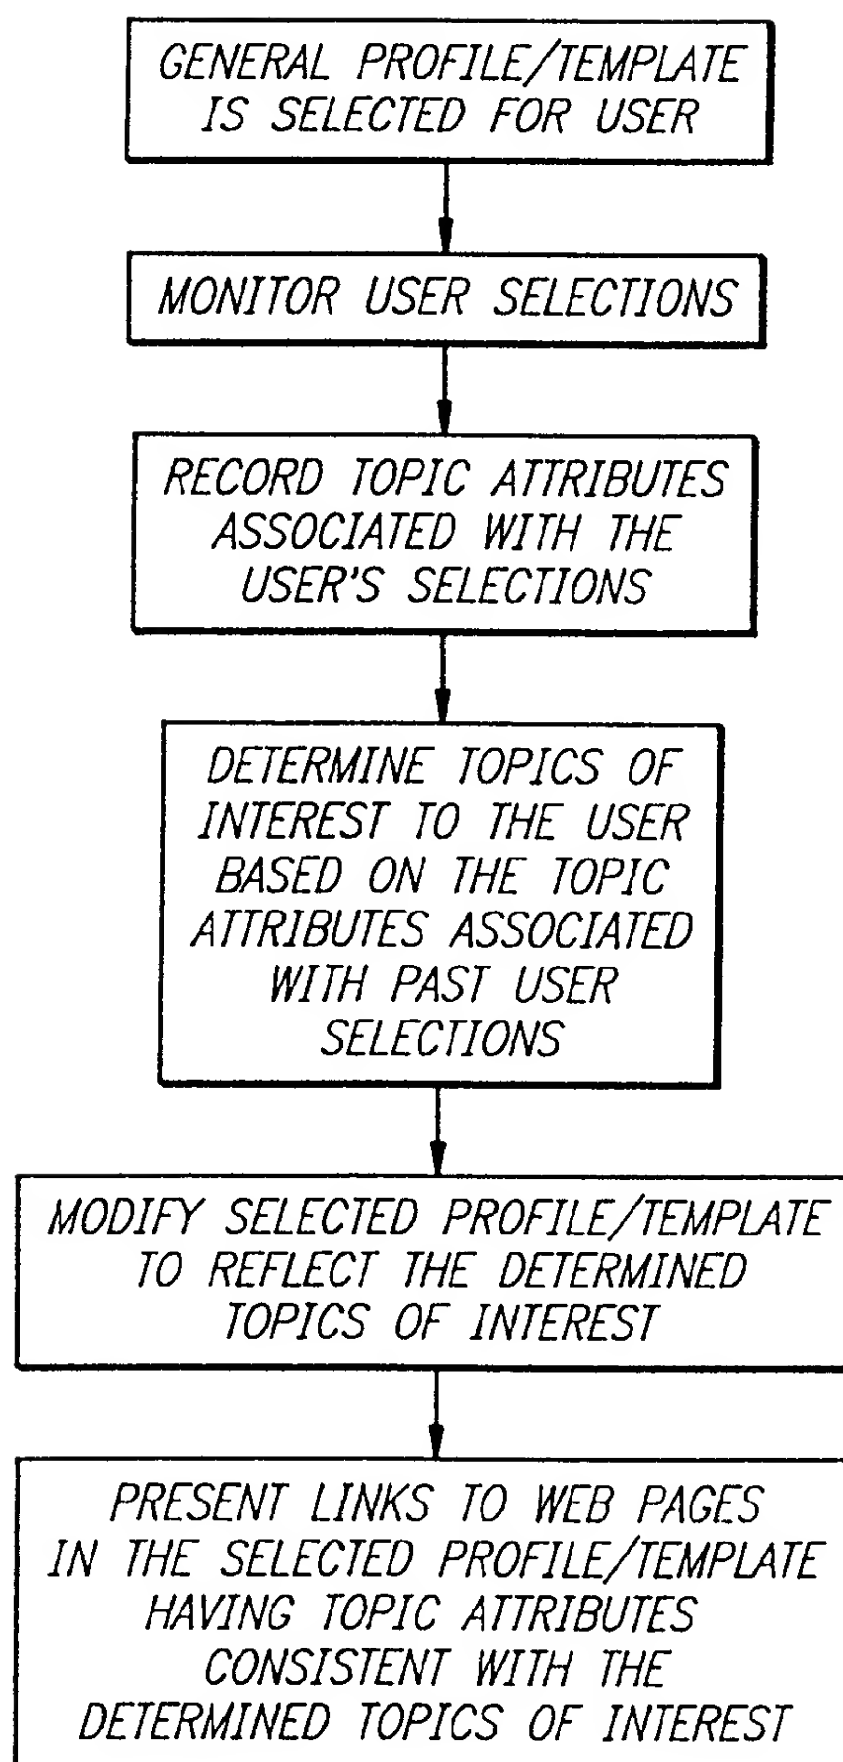 GENERAL PROFILE/TEMPLATE
IS SELECTED FOR USER
MONITOR USER SELECTIONS
RECORD TOPIC ATTRIBUTES
ASSOCIATED WITH THE
USER'S SELECTIONS
DETERMINE TOPICS OF
INTEREST TO THE USER
BASED ON THE TOPIC
ATTRIBUTES ASSOCIATED
WITH PAST USER
SELECTIONS
MODIFY SELECTED PROFILE/TEMPLATE
TO REFLECT THE DETERMINED
TOPICS OF INTEREST
PRESENT LINKS TO WEB PAGES
IN THE SELECTED PROFILE/TEMPLATE
HAVING TOPIC ATTRIBUTES
CONSISTENT WITH THE
DETERMINED TOPICS OF INTEREST